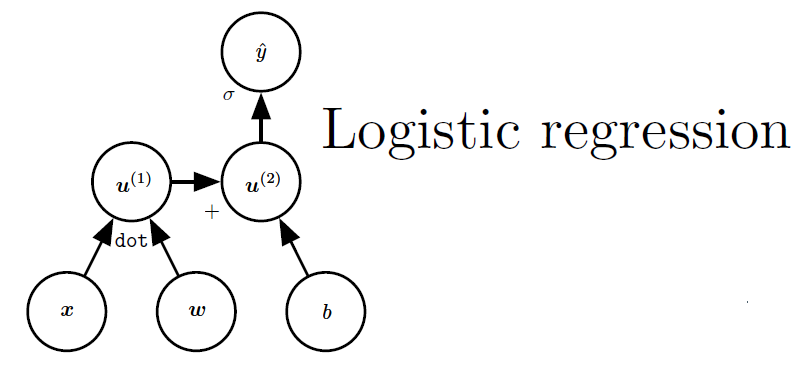 ŷ
σ
Logistic regression
u⁽¹⁾
u⁽²⁾
+
dot
x
w
b